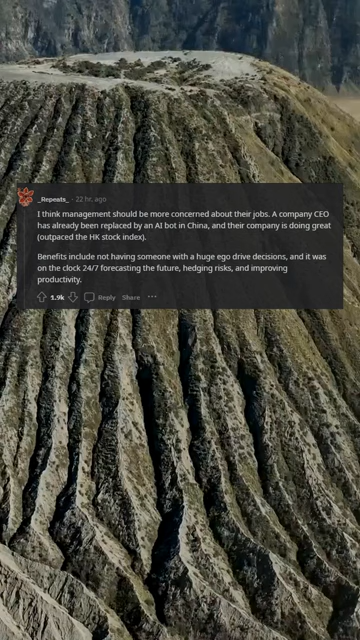 _Repeats_ · 22 hr. ago
I think management should be more concerned about their jobs. A company CEO
has already been replaced by an AI bot in China, and their company is doing great
(outpaced the HK stock index).
Benefits include not having someone with a huge ego drive decisions, and it was
on the clock 24/7 forecasting the future, hedging risks, and improving
productivity.
1.9k Reply Share ···